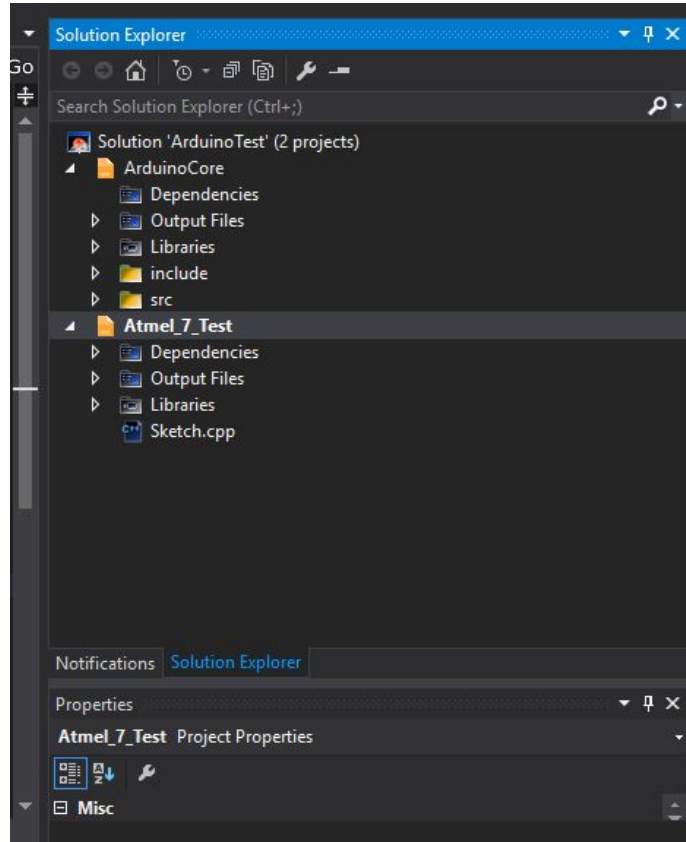 Go
Solution Explorer
Search Solution Explorer (Ctrl+;)
Solution 'ArduinoTest' (2 projects)
ArduinoCore
Dependencies
Output Files
Libraries
include
src
Atmel_7_Test
Dependencies
Output Files
Libraries
Sketch.cpp
Notifications Solution Explorer
Properties
Atmel_7_Test Project Properties
Misc